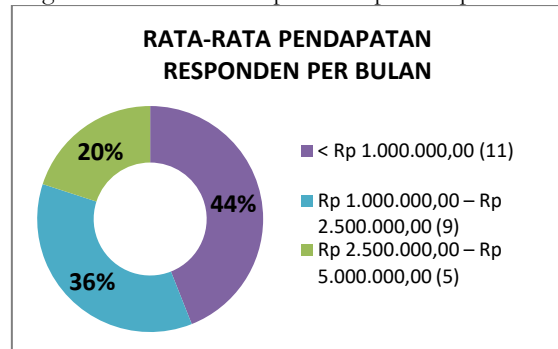 RATA-RATA PENDAPATAN
RESPONDEN PER BULAN
20%
44%
36%
< Rp 1.000.000,00 (11)
Rp 1.000.000,00 – Rp
2.500.000,00 (9)
Rp 2.500.000,00 – Rp
5.000.000,00 (5)